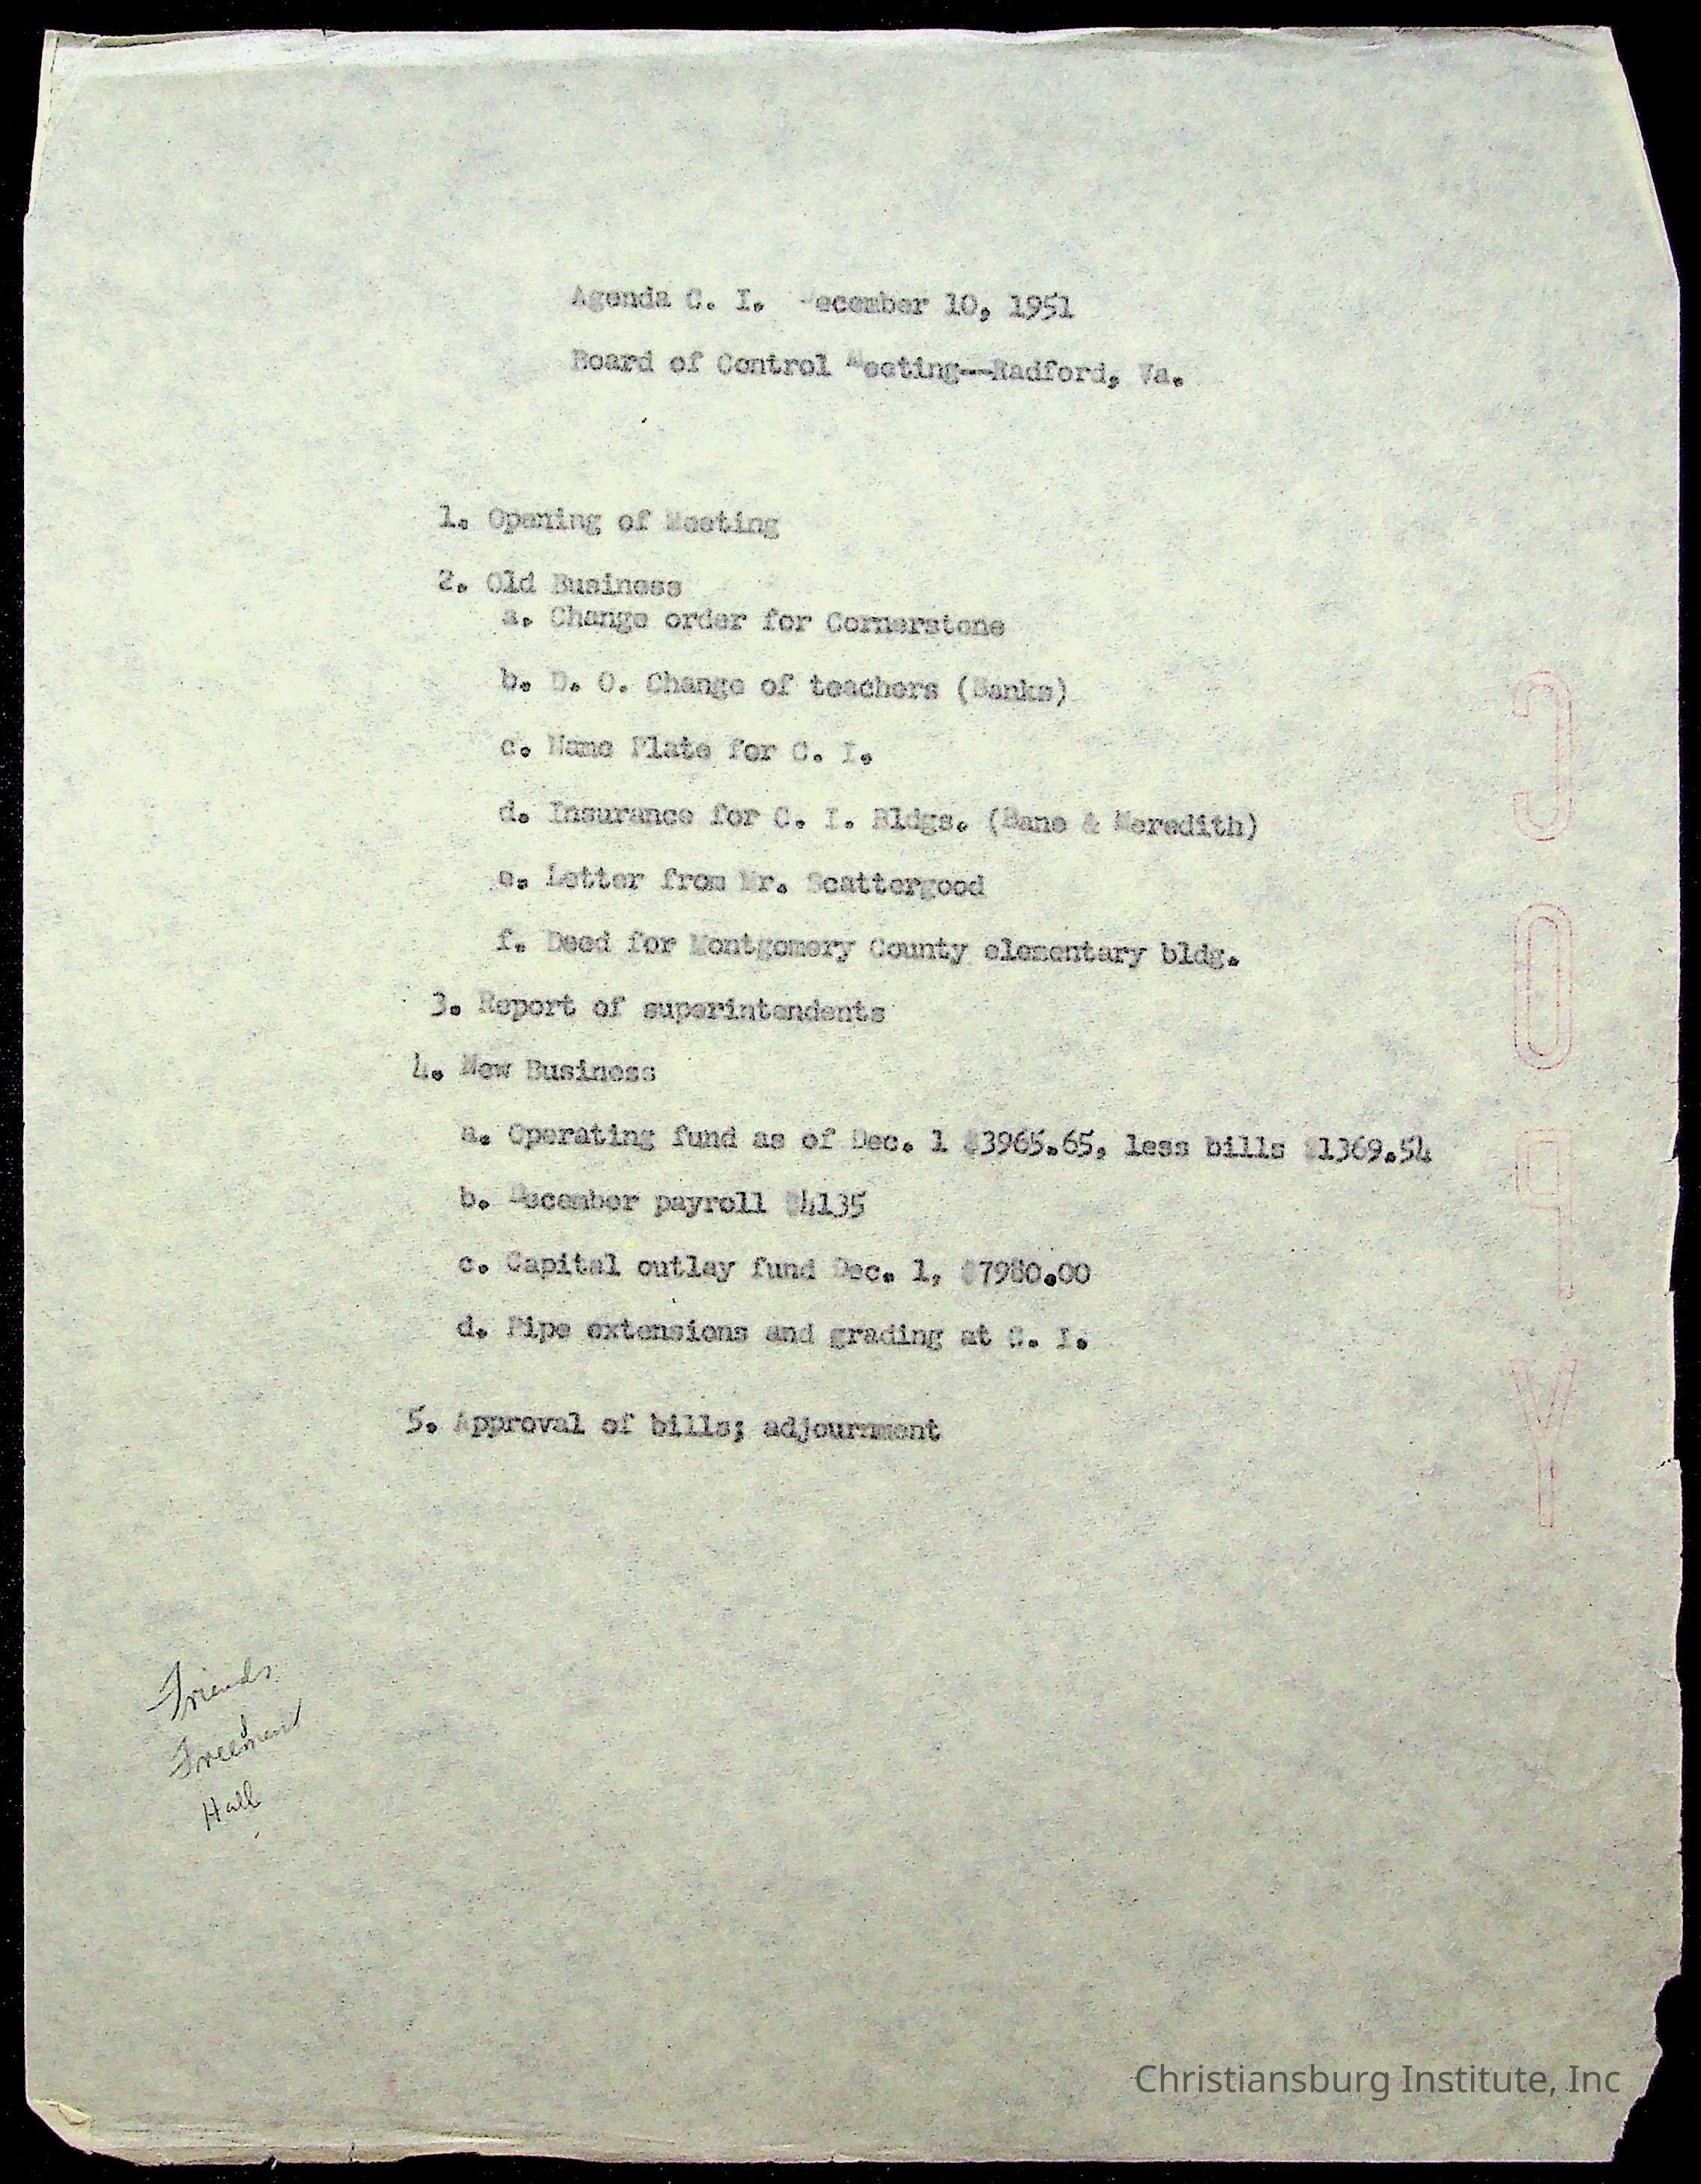 Agenda C. I. December 10, 1951
Board of Control Meeting--Radford, Va.
1. Opening of Meeting
2. Old Business
a. Change order for Cornerstone
b. D. O. Change of teachers (Banks)
c. Name Plate for C. I.
d. Insurance for C. I. Bldgs. (Bane & Meredith)
e. Letter from Mr. Scattergood
f. Deed for Montgomery County elementary bldg.
3. Report of superintendents
4. New Business
a. Operating fund as of Dec. 1 $3965.65, less bills $1369.54
b. December payroll $4135
c. Capital outlay fund Dec. 1, $7980.00
d. Pipe extensions and grading at C. I.
5. Approval of bills; adjournment
COPY
Friends
Freedmen
Hall
Christiansburg Institute, Inc